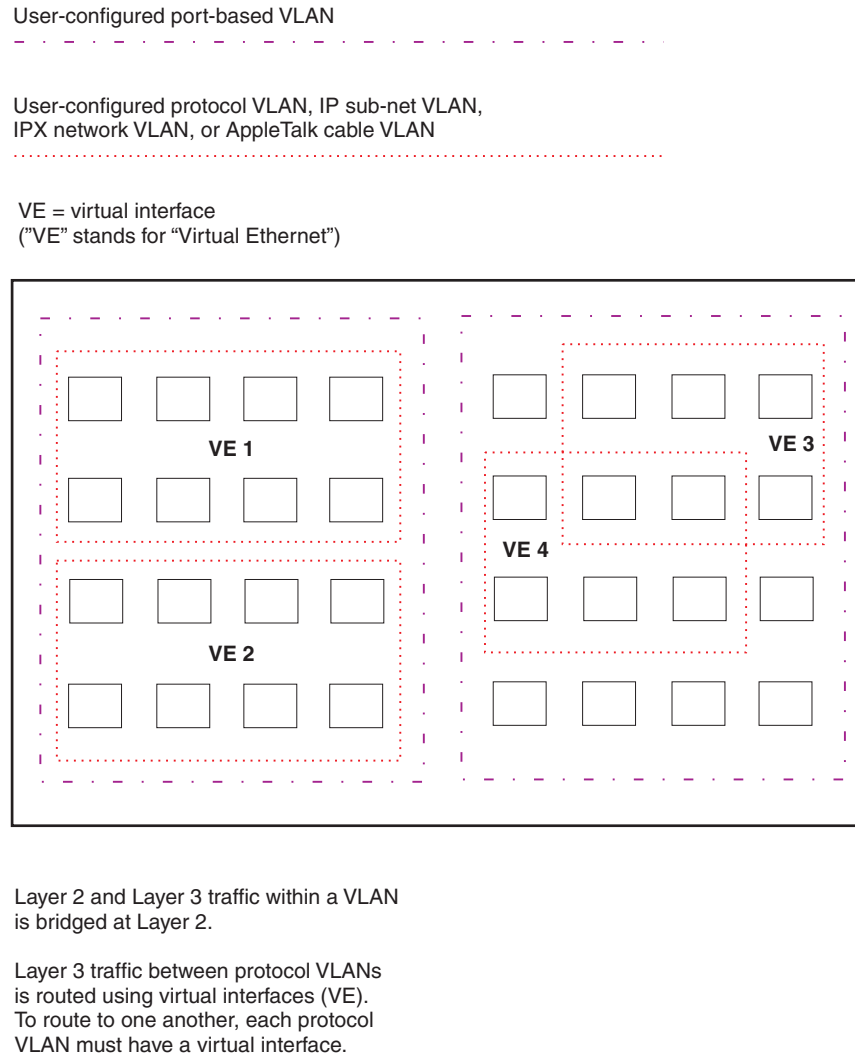 User-configured port-based VLAN
User-configured protocol VLAN, IP sub-net VLAN,
IPX network VLAN, or AppleTalk cable VLAN
VE = virtual interface
(”VE” stands for “Virtual Ethernet”)
VE 1
VE 3
VE 4
VE 2
Layer 2 and Layer 3 traffic within a VLAN
is bridged at Layer 2.
Layer 3 traffic between protocol VLANs
is routed using virtual interfaces (VE).
To route to one another, each protocol
VLAN must have a virtual interface.